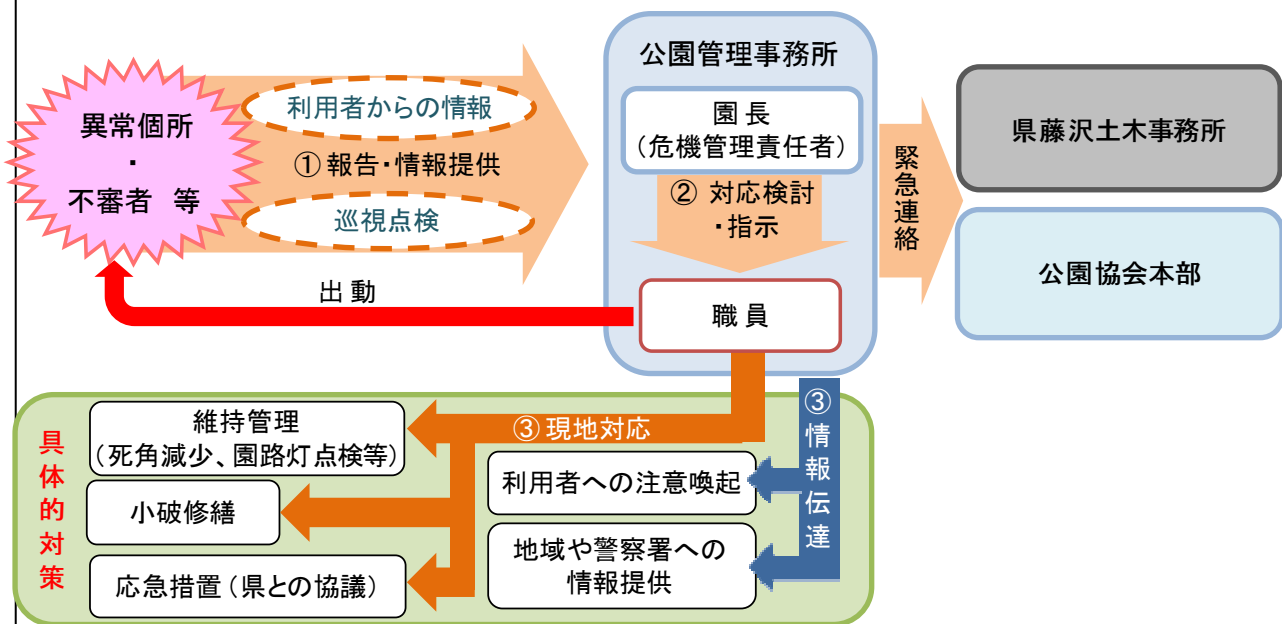 異常個所
・
不審者 等
利用者からの情報
① 報告・情報提供
巡視点検
出 動
公園管理事務所
園 長
（危機管理責任者）
② 対応検討
・指示
職 員
緊急連絡
県藤沢土木事務所
公園協会本部
具体的対策
③ 現地対応
維持管理
（死角減少、園路灯点検等）
小破修繕
応急措置（県との協議）
③情報伝達
利用者への注意喚起
地域や警察署への
情報提供